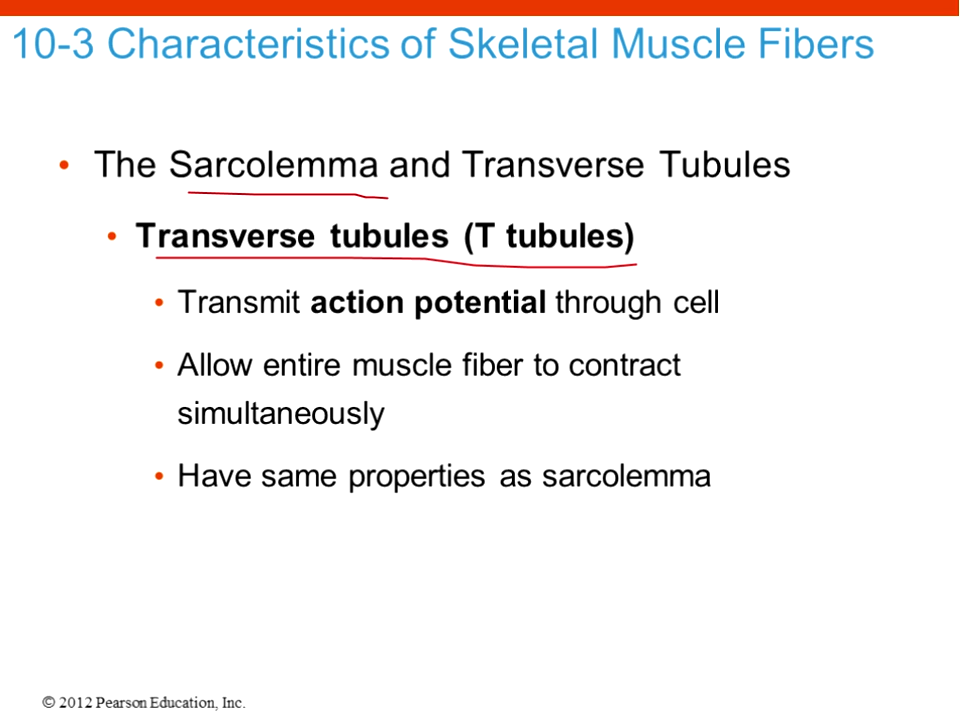 10-3 Characteristics of Skeletal Muscle Fibers
• The Sarcolemma and Transverse Tubules
• Transverse tubules (T tubules)
• Transmit action potential through cell
• Allow entire muscle fiber to contract
simultaneously
• Have same properties as sarcolemma
© 2012 Pearson Education, Inc.